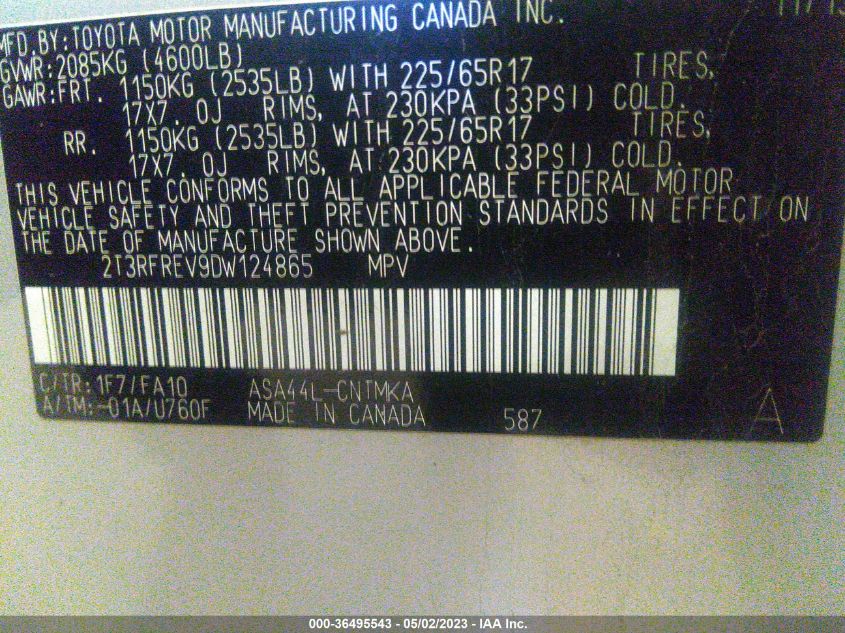 MFD. BY: TOYOTA MOTOR MANUFACTURING CANADA INC.
GVWR: 2085KG (4600LB)
GAWR: FRT. 1150KG (2535LB) WITH 225/65R17 TIRES,
17X7. 0J RIMS, AT 230KPA (33PSI) COLD.
RR. 1150KG (2535LB) WITH 225/65R17 TIRES,
17X7. 0J RIMS, AT 230KPA (33PSI) COLD.
THIS VEHICLE CONFORMS TO ALL APPLICABLE FEDERAL MOTOR
VEHICLE SAFETY AND THEFT PREVENTION STANDARDS IN EFFECT ON
THE DATE OF MANUFACTURE SHOWN ABOVE.
2T3RFREV9DW124865 MPV
C/TR: 1F7/FA10 ASA44L-CNTMKA
A/TM: -01A/U760F MADE IN CANADA 587 A
000-36495543 - 05/02/2023 - IAA Inc.